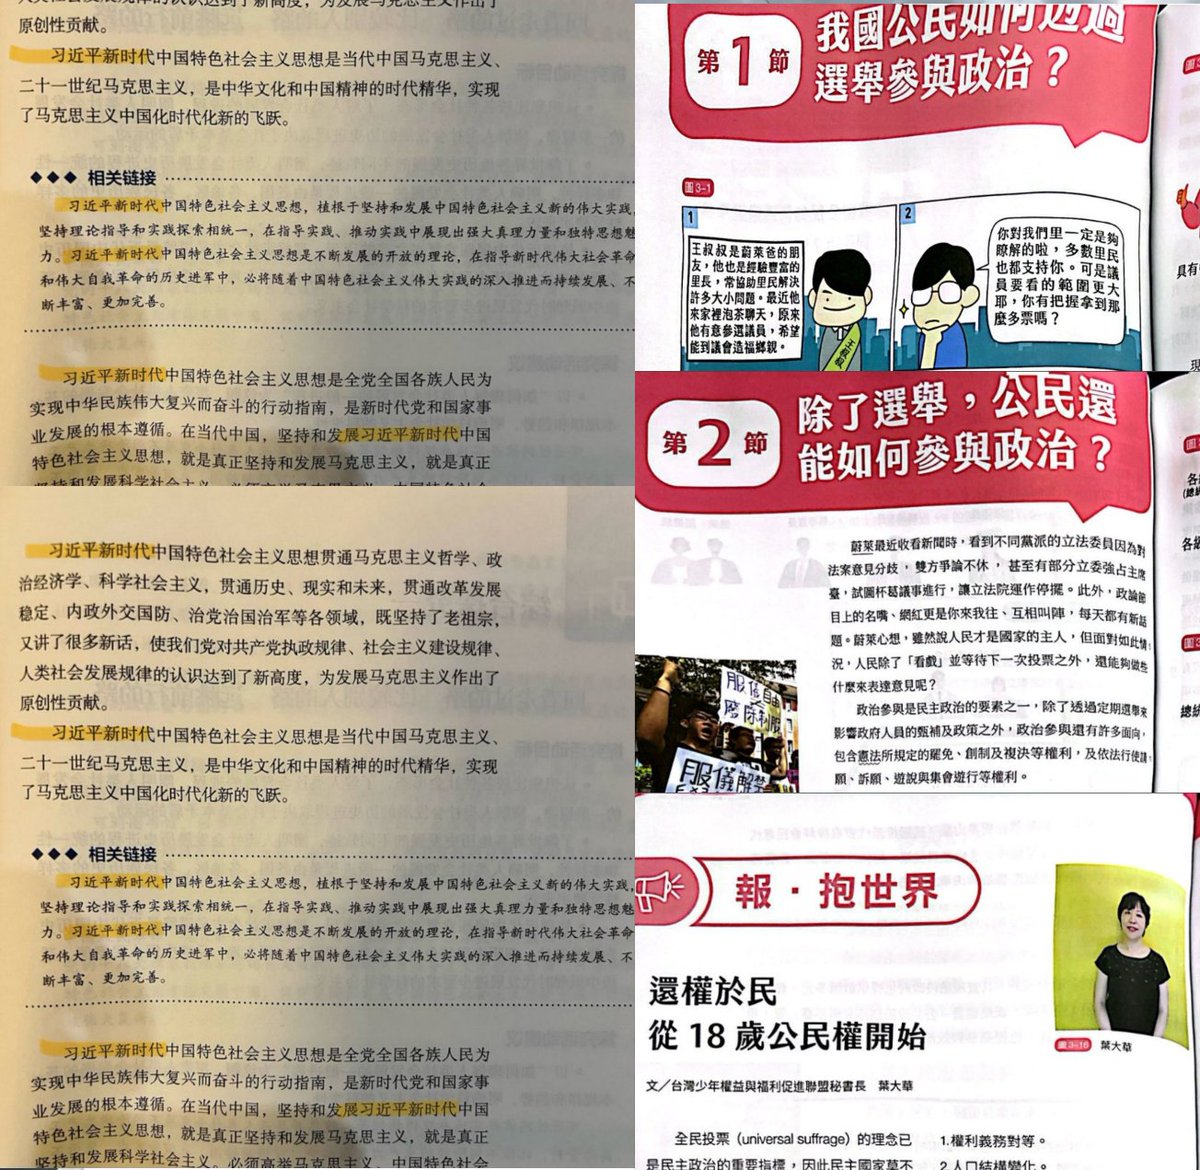 原创性贡献。
习近平新时代中国特色社会主义思想是当代中国马克思主义、
二十一世纪马克思主义，是中华文化和中国精神的时代精华，实现
了马克思主义中国化时代化新的飞跃。
◆◆◆ 相关链接
习近平新时代中国特色社会主义思想，植根于坚持和发展中国特色社会主义新的伟大实践，
坚持理论指导和实践探索相统一，在指导实践、推动实践中展现出强大真理力量和独特思想魅
力。习近平新时代中国特色社会主义思想是不断发展的开放的理论，在指导新时代伟大社会革命
和伟大自我革命的历史进军中，必将随着中国特色社会主义伟大实践的深入推进而持续发展、不
断丰富、更加完善。
习近平新时代中国特色社会主义思想是全党全国各族人民为
实现中华民族伟大复兴而奋斗的行动指南，是新时代党和国家事
业发展的根本遵循。在当代中国，坚持和发展习近平新时代中国
特色社会主义思想，就是真正坚持和发展马克思主义，就是真正
习近平新时代中国特色社会主义思想贯通马克思主义哲学、政
治经济学、科学社会主义，贯通历史、现实和未来，贯通改革发展
稳定、内政外交国防、治党治国治军等各领域，既坚持了老祖宗，
又讲了很多新话，使我们党对共产党执政规律、社会主义建设规律、
人类社会发展规律的认识达到了新高度，为发展马克思主义作出了
原创性贡献。
习近平新时代中国特色社会主义思想是当代中国马克思主义、
二十一世纪马克思主义，是中华文化和中国精神的时代精华，实现
了马克思主义中国化时代化新的飞跃。
◆◆◆ 相关链接
习近平新时代中国特色社会主义思想，植根于坚持和发展中国特色社会主义新的伟大实践，
坚持理论指导和实践探索相统一，在指导实践、推动实践中展现出强大真理力量和独特思想魅
力。习近平新时代中国特色社会主义思想是不断发展的开放的理论，在指导新时代伟大社会革命
和伟大自我革命的历史进军中，必将随着中国特色社会主义伟大实践的深入推进而持续发展、不
断丰富、更加完善。
习近平新时代中国特色社会主义思想是全党全国各族人民为
实现中华民族伟大复兴而奋斗的行动指南，是新时代党和国家事
业发展的根本遵循。在当代中国，坚持和发展习近平新时代中国
特色社会主义思想，就是真正坚持和发展马克思主义，就是真正
坚持和发展科学社会主义。必须高举马克思主义、中国特色社会
第1節
我國公民如何透過
選舉參與政治？
圖3-1
1
王叔叔是蔚萊爸的朋
友，他也是經驗豐富的
里長，常協助里民解決
許多大小問題。最近他
來家裡泡茶聊天，原來
他有意參選議員，希望
能到議會造福鄉親。
2
你對我們里一定是夠
瞭解的啦，多數里民
也都支持你。可是議
員要看的範圍更大
耶，你有把握拿到那
麼多票嗎？
第2節
除了選舉，公民還
能如何參與政治？
蔚萊最近收看新聞時，看到不同黨派的立法委員因為對
法案意見分歧，雙方爭論不休，甚至有部分立委強占主席
臺，試圖杯葛議事進行，讓立法院運作停擺。此外，政論節
目上的名嘴、網紅更是你來我往、互相叫陣，每天都有新話
題。蔚萊心想，雖然說人民才是國家的主人，但面對如此情
況，人民除了「看戲」並等待下一次投票之外，還能夠做些
什麼來表達意見呢？
政治參與是民主政治的要素之一，除了透過定期選舉來
影響政府人員的甄補及政策之外，政治參與還有許多面向，
包含憲法所規定的罷免、創制及複決等權利，及依法行使請
願、訴願、遊說與集會遊行等權利。
服儀自由
廢除制服
服儀解禁
報・抱世界
還權於民
從18歲公民權開始
圖3-16 葉大華
文／台灣少年權益與福利促進聯盟秘書長 葉大華
全民投票（universal suffrage）的理念已
是民主政治的重要指標，因此民主國家莫不
1.權利義務對等。
2.人口結構變化。